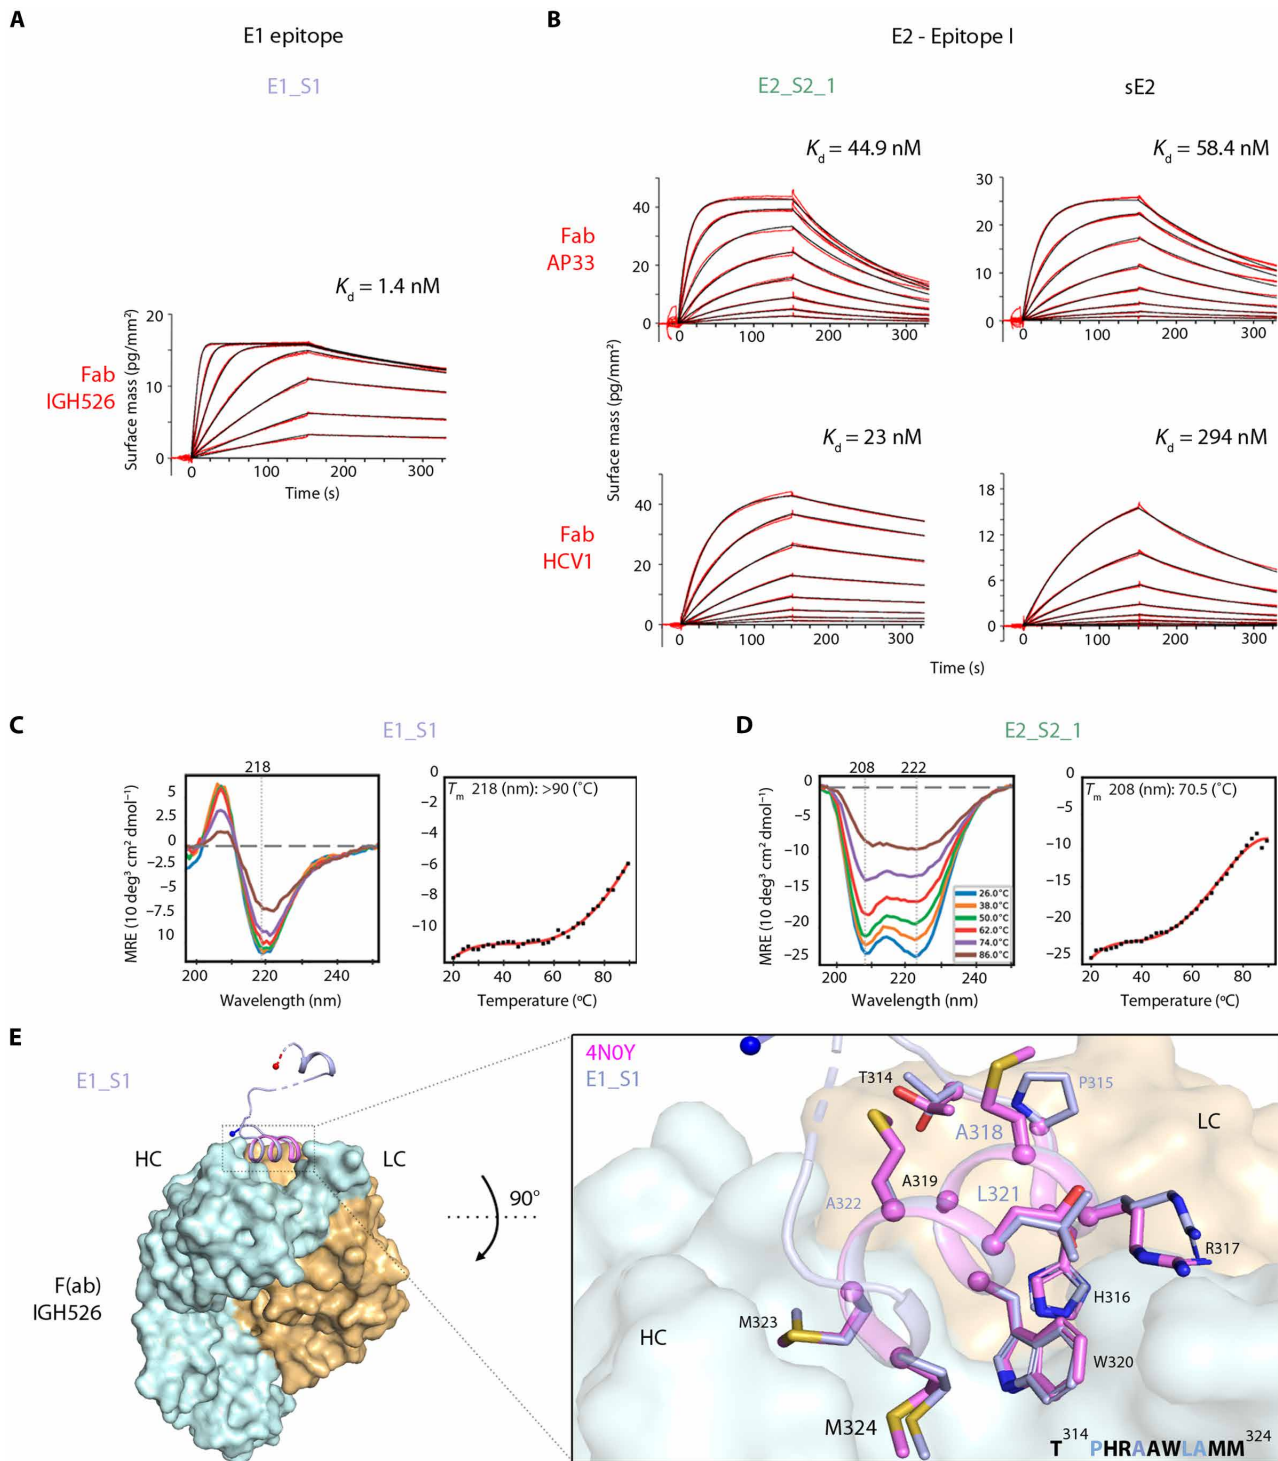 A
E1 epitope
E1_S1
K_d = 1.4 nM
Fab
IGH526
Surface mass (pg/mm²)
20
10
0
0 100 200 300
Time (s)
B
E2 - Epitope I
E2_S2_1
sE2
K_d = 44.9 nM
K_d = 58.4 nM
Fab
AP33
40
20
0
0 100 200 300
30
20
10
0
0 100 200 300
Surface mass (pg/mm²)
K_d = 23 nM
K_d = 294 nM
Fab
HCV1
40
20
0
0 100 200 300
18
12
6
0
0 100 200 300
Time (s)
C
E1_S1
218
MRE (10 deg³ cm² dmol⁻¹)
5
2.5
0
−2.5
−5
−7.5
10
200 220 240
Wavelength (nm)
T_m 218 (nm): >90 (°C)
0
−2
−4
−6
−8
−10
20 40 60 80
Temperature (°C)
D
E2_S2_1
208 222
MRE (10 deg³ cm² dmol⁻¹)
0
−5
−10
−15
−20
−25
26.0°C
38.0°C
50.0°C
62.0°C
74.0°C
86.0°C
200 220 240
Wavelength (nm)
T_m 208 (nm): 70.5 (°C)
0
−5
−10
−15
−20
−25
20 40 60 80
Temperature (°C)
E
E1_S1
HC
LC
F(ab)
IGH526
90°
4N0Y
E1_S1
T314
P315
A318
LC
A319
A322
L321
R317
H316
M323
HC
W320
M324
T³¹⁴ PHRAAWLAMM³²⁴